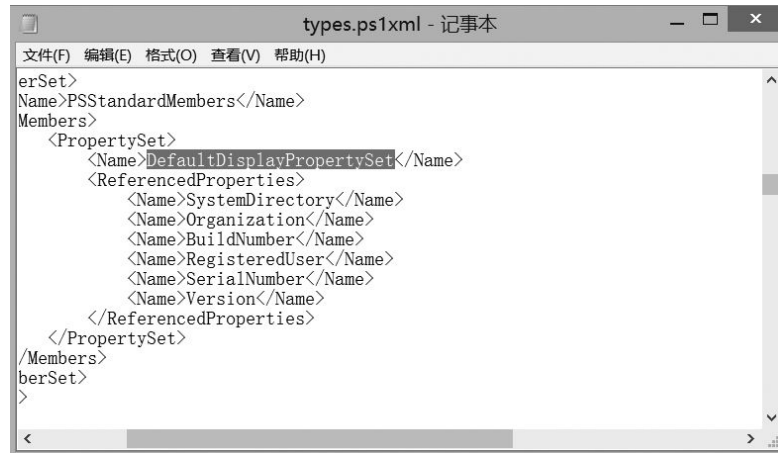 types.ps1xml - 记事本
文件(F) 编辑(E) 格式(O) 查看(V) 帮助(H)
erSet>
Name>PSStandardMembers</Name>
Members>
<PropertySet>
<Name>DefaultDisplayPropertySet</Name>
<ReferencedProperties>
<Name>SystemDirectory</Name>
<Name>Organization</Name>
<Name>BuildNumber</Name>
<Name>RegisteredUser</Name>
<Name>SerialNumber</Name>
<Name>Version</Name>
</ReferencedProperties>
</PropertySet>
/Members>
berSet>
>